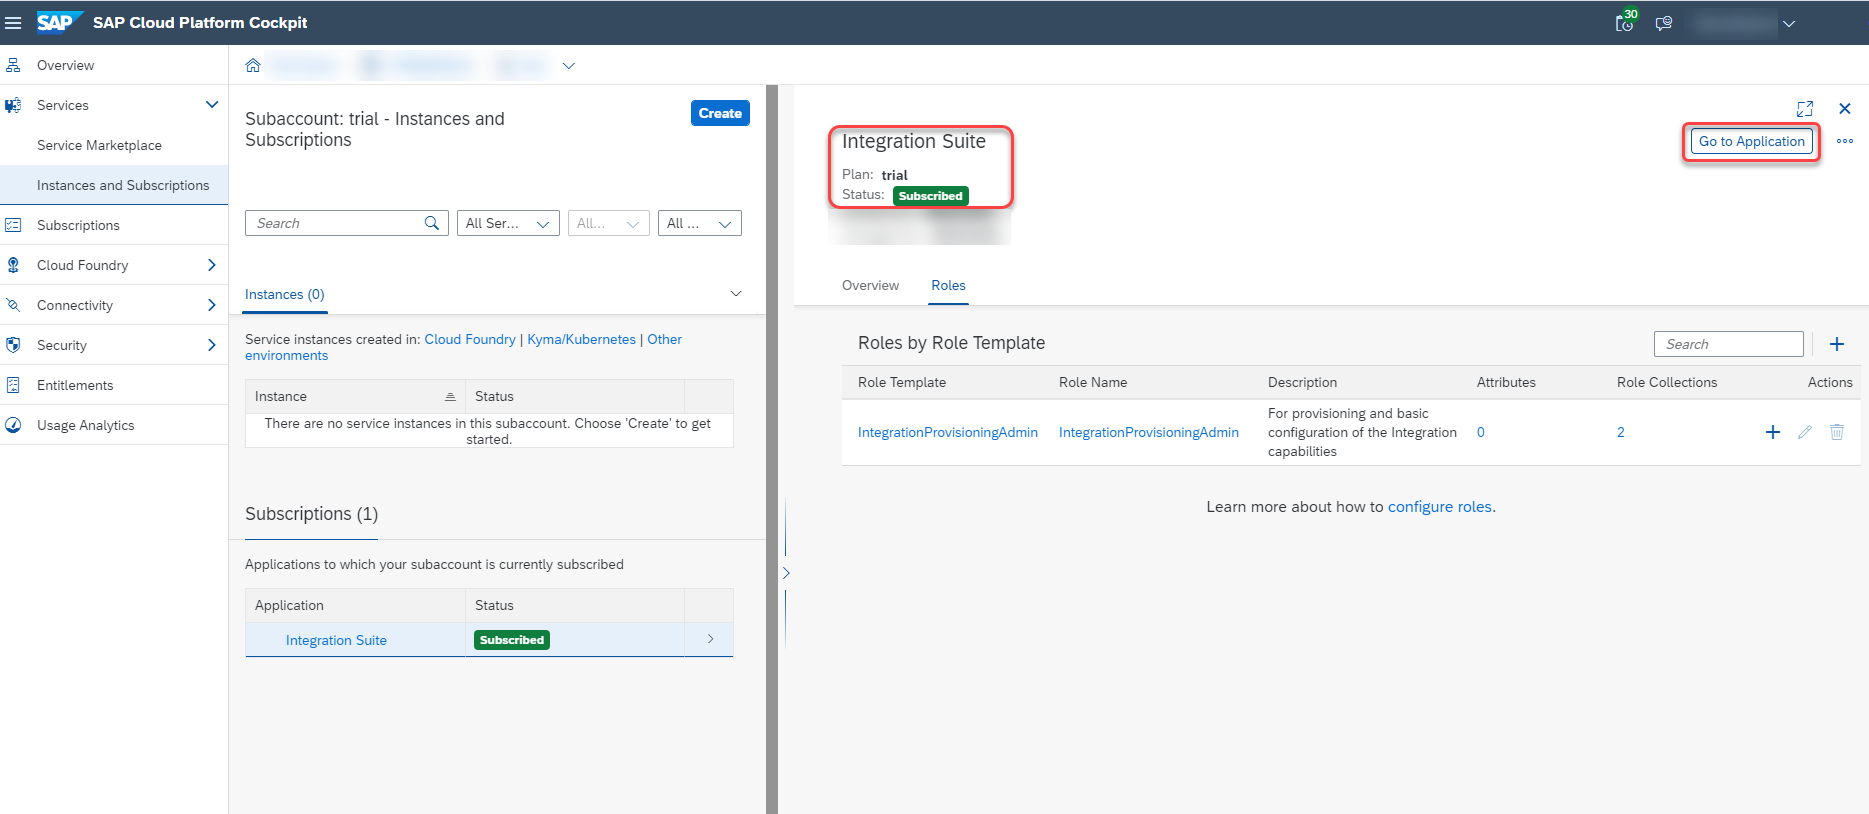 SAP SAP Cloud Platform Cockpit
30
Overview
Services
Service Marketplace
Instances and Subscriptions
Subscriptions
Cloud Foundry
Connectivity
Security
Entitlements
Usage Analytics
Subaccount: trial - Instances and
Subscriptions
Create
Search
All Ser...
All...
All ...
Instances (0)
Service instances created in: Cloud Foundry | Kyma/Kubernetes | Other
environments
Instance Status
There are no service instances in this subaccount. Choose 'Create' to get
started.
Subscriptions (1)
Applications to which your subaccount is currently subscribed
Application Status
Integration Suite Subscribed
Integration Suite
Plan: trial
Status: Subscribed
Go to Application
Overview Roles
Roles by Role Template
Search
Role Template Role Name Description Attributes Role Collections Actions
IntegrationProvisioningAdmin IntegrationProvisioningAdmin For provisioning and basic
configuration of the Integration
capabilities
0 2
Learn more about how to configure roles.